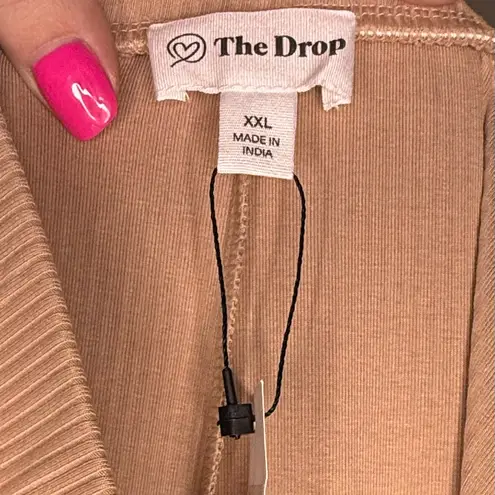 The Drop
XXL
MADE IN
INDIA